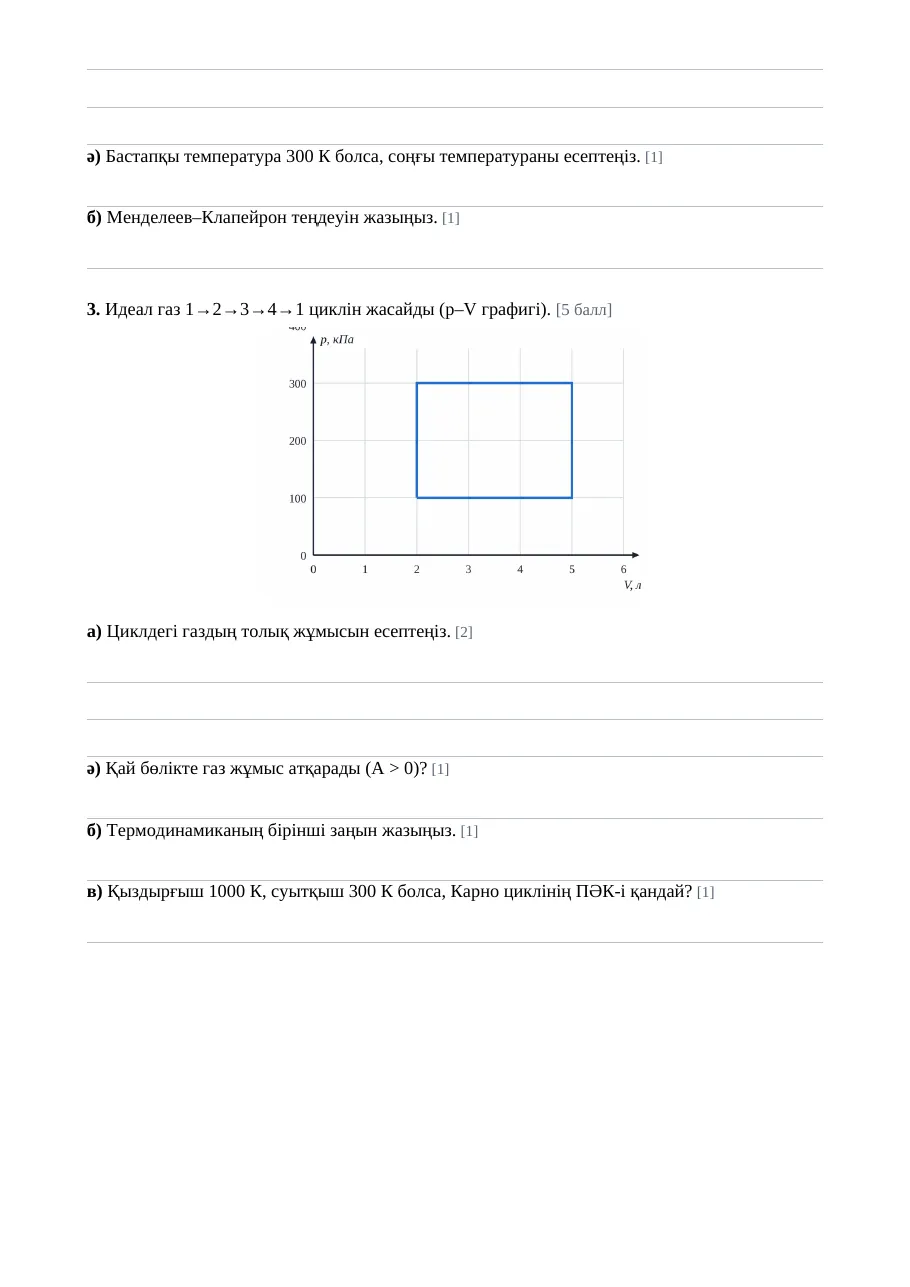 ә) Бастапқы температура 300 К болса, соңғы температураны есептеңіз. [1]
б) Менделеев–Клапейрон теңдеуін жазыңыз. [1]
3. Идеал газ 1→2→3→4→1 циклін жасайды (p–V графигі). [5 балл]
400
p, кПа
300
200
100
0
0 1 2 3 4 5 6
V, л
а) Циклдегі газдың толық жұмысын есептеңіз. [2]
ә) Қай бөлікте газ жұмыс атқарады (A > 0)? [1]
б) Термодинамиканың бірінші заңын жазыңыз. [1]
в) Қыздырғыш 1000 К, суытқыш 300 К болса, Карно циклінің ПӘК-і қандай? [1]